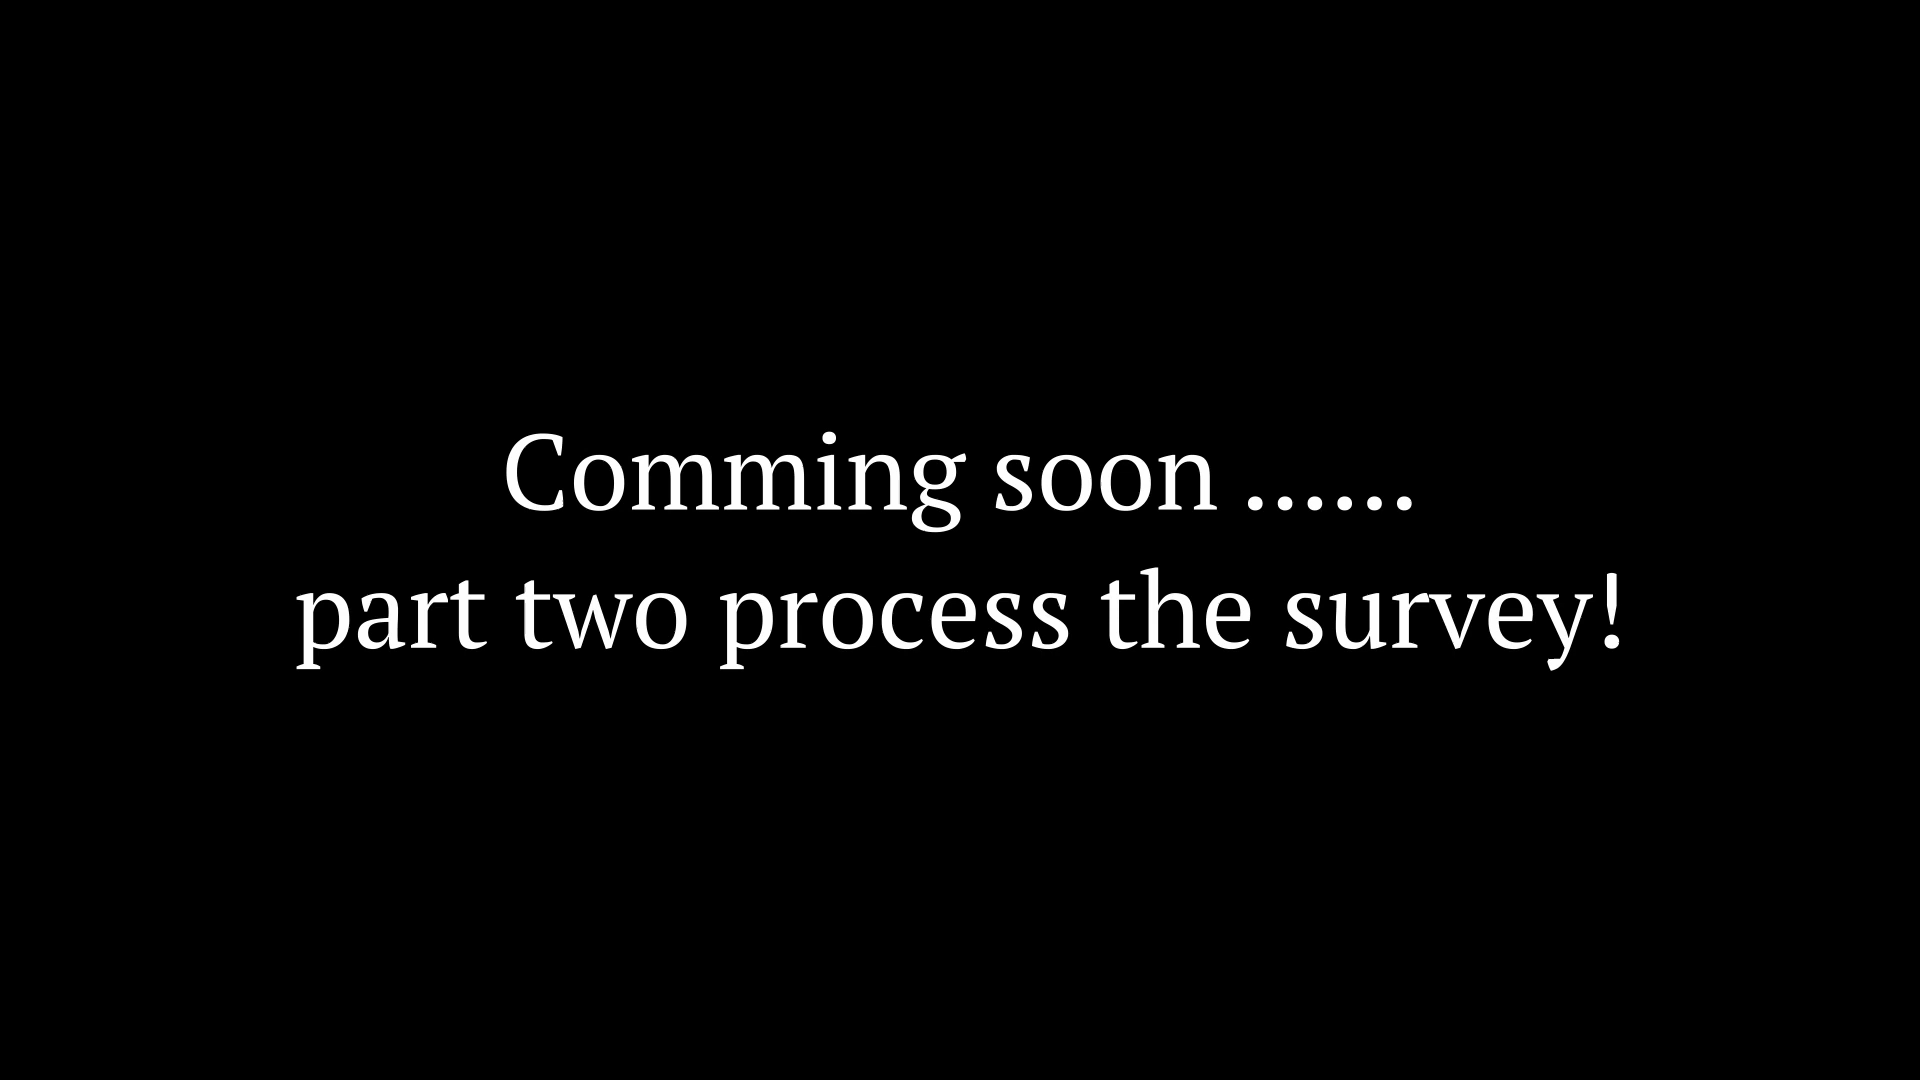 Comming soon ......
part two process the survey!